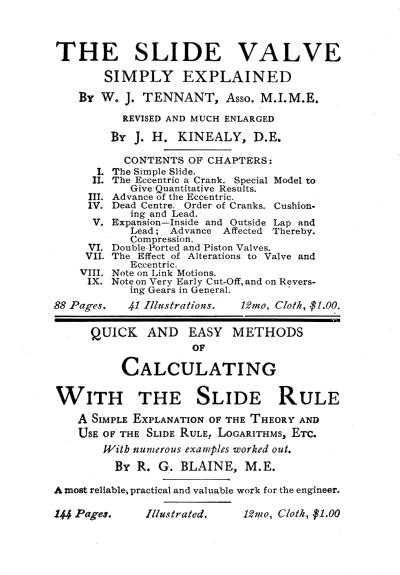 THE SLIDE VALVE
SIMPLY EXPLAINED
By W. J. TENNANT, Asso. M.I.M.E.
REVISED AND MUCH ENLARGED
By J. H. KINEALY, D.E.
CONTENTS OF CHAPTERS:
I. The Simple Slide.
II. The Eccentric a Crank. Special Model to
Give Quantitative Results.
III. Advance of the Eccentric.
IV. Dead Centre. Order of Cranks. Cushion-
ing and Lead.
V. Expansion—Inside and Outside Lap and
Lead; Advance Affected Thereby.
Compression.
VI. Double-Ported and Piston Valves.
VII. The Effect of Alterations to Valve and
Eccentric.
VIII. Note on Link Motions.
IX. Note on Very Early Cut-Off, and on Revers-
ing Gears in General.
88 Pages. 41 Illustrations. 12mo, Cloth, $1.00.
QUICK AND EASY METHODS
OF
CALCULATING
WITH THE SLIDE RULE
A SIMPLE EXPLANATION OF THE THEORY AND
USE OF THE SLIDE RULE, LOGARITHMS, ETC.
With numerous examples worked out.
BY R. G. BLAINE, M.E.
A most reliable, practical and valuable work for the engineer.
144 Pages. Illustrated. 12mo, Cloth, $1.00